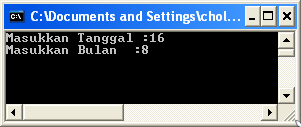 C:\Documents and Settings\chol...
Masukkan Tanggal :16
Masukkan Bulan  :8